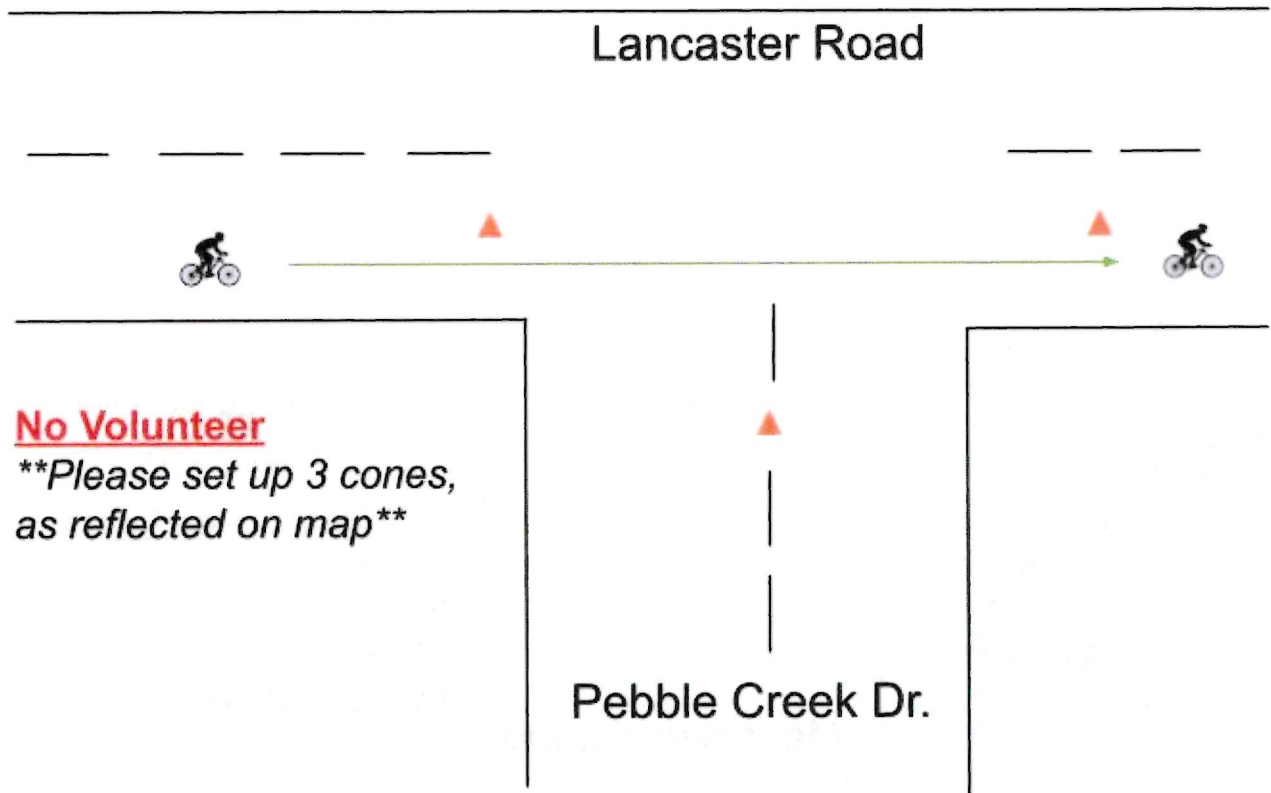 Lancaster Road
No Volunteer
**Please set up 3 cones,
as reflected on map**
Pebble Creek Dr.